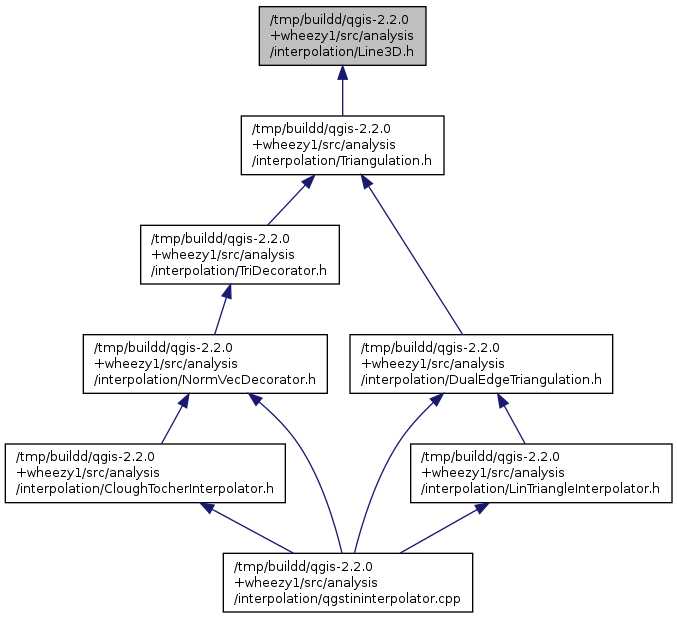 /tmp/buildd/qgis-2.2.0
+wheezy1/src/analysis
/interpolation/Line3D.h
/tmp/buildd/qgis-2.2.0
+wheezy1/src/analysis
/interpolation/Triangulation.h
/tmp/buildd/qgis-2.2.0
+wheezy1/src/analysis
/interpolation/TriDecorator.h
/tmp/buildd/qgis-2.2.0
+wheezy1/src/analysis
/interpolation/NormVecDecorator.h
/tmp/buildd/qgis-2.2.0
+wheezy1/src/analysis
/interpolation/DualEdgeTriangulation.h
/tmp/buildd/qgis-2.2.0
+wheezy1/src/analysis
/interpolation/CloughTocherInterpolator.h
/tmp/buildd/qgis-2.2.0
+wheezy1/src/analysis
/interpolation/LinTriangleInterpolator.h
/tmp/buildd/qgis-2.2.0
+wheezy1/src/analysis
/interpolation/qgstininterpolator.cpp